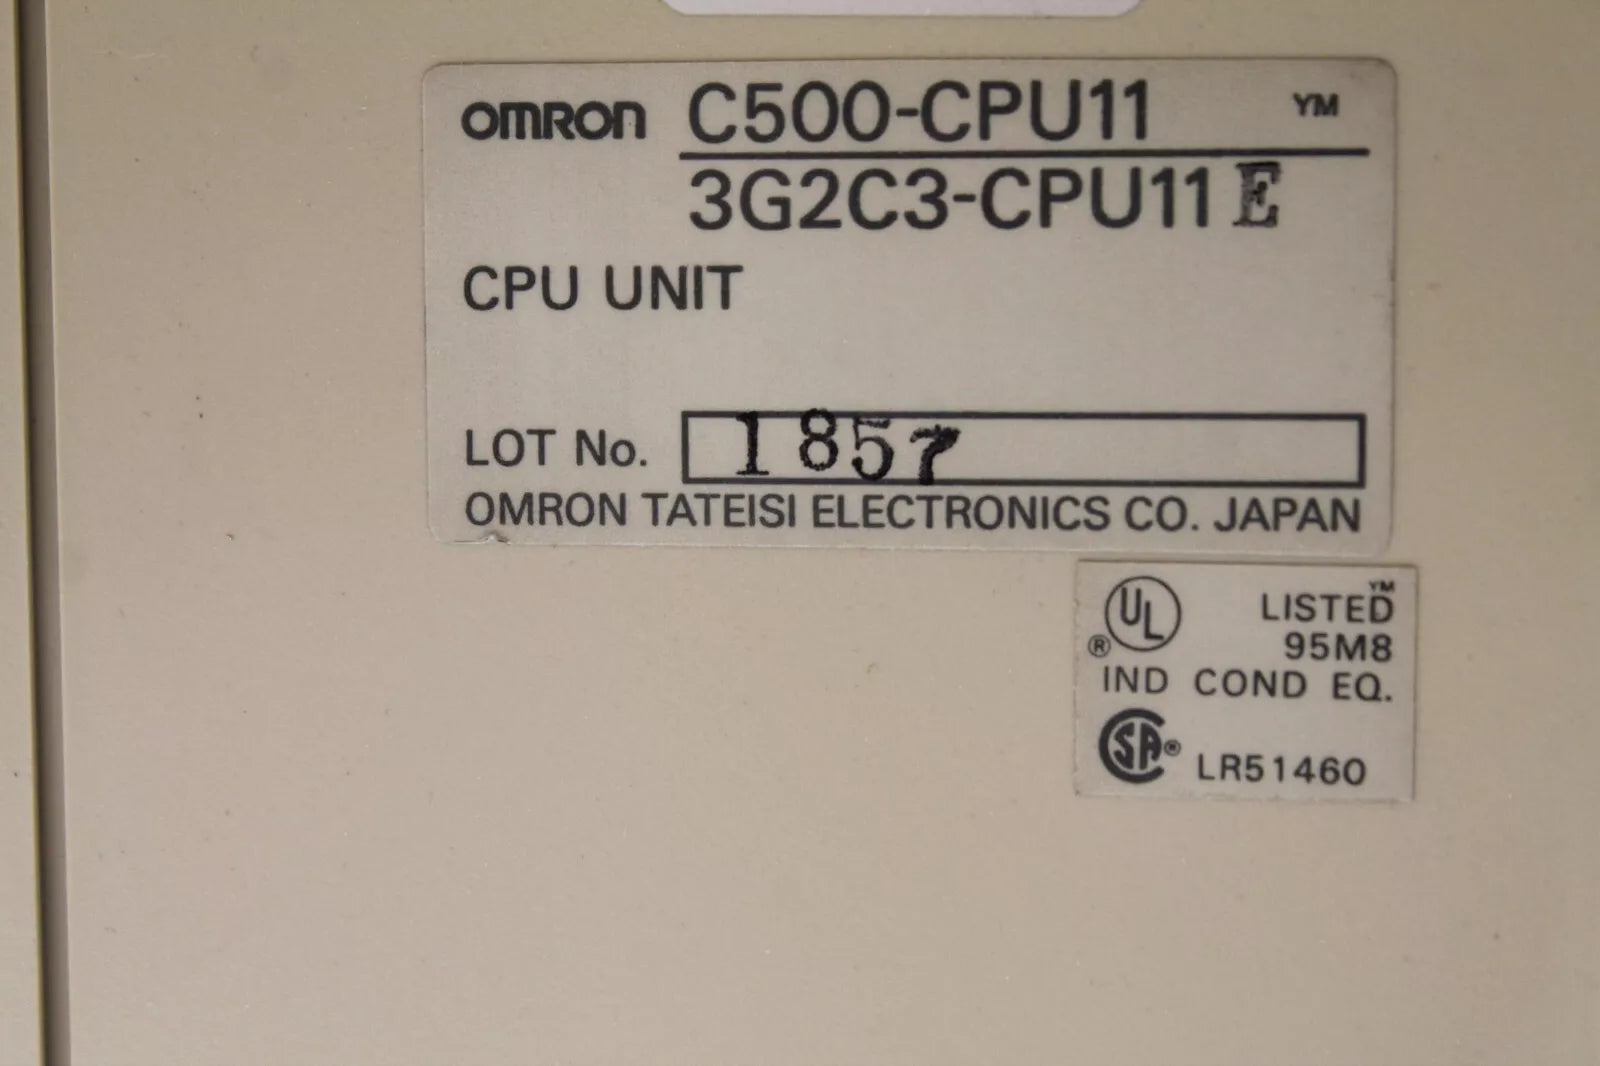 OMRON C500-CPU11 YM
3G2C3-CPU11E
CPU UNIT
LOT No. 1857
OMRON TATEISI ELECTRONICS CO. JAPAN
YM
UL LISTED
® 95M8
IND COND EQ.
SA® LR51460